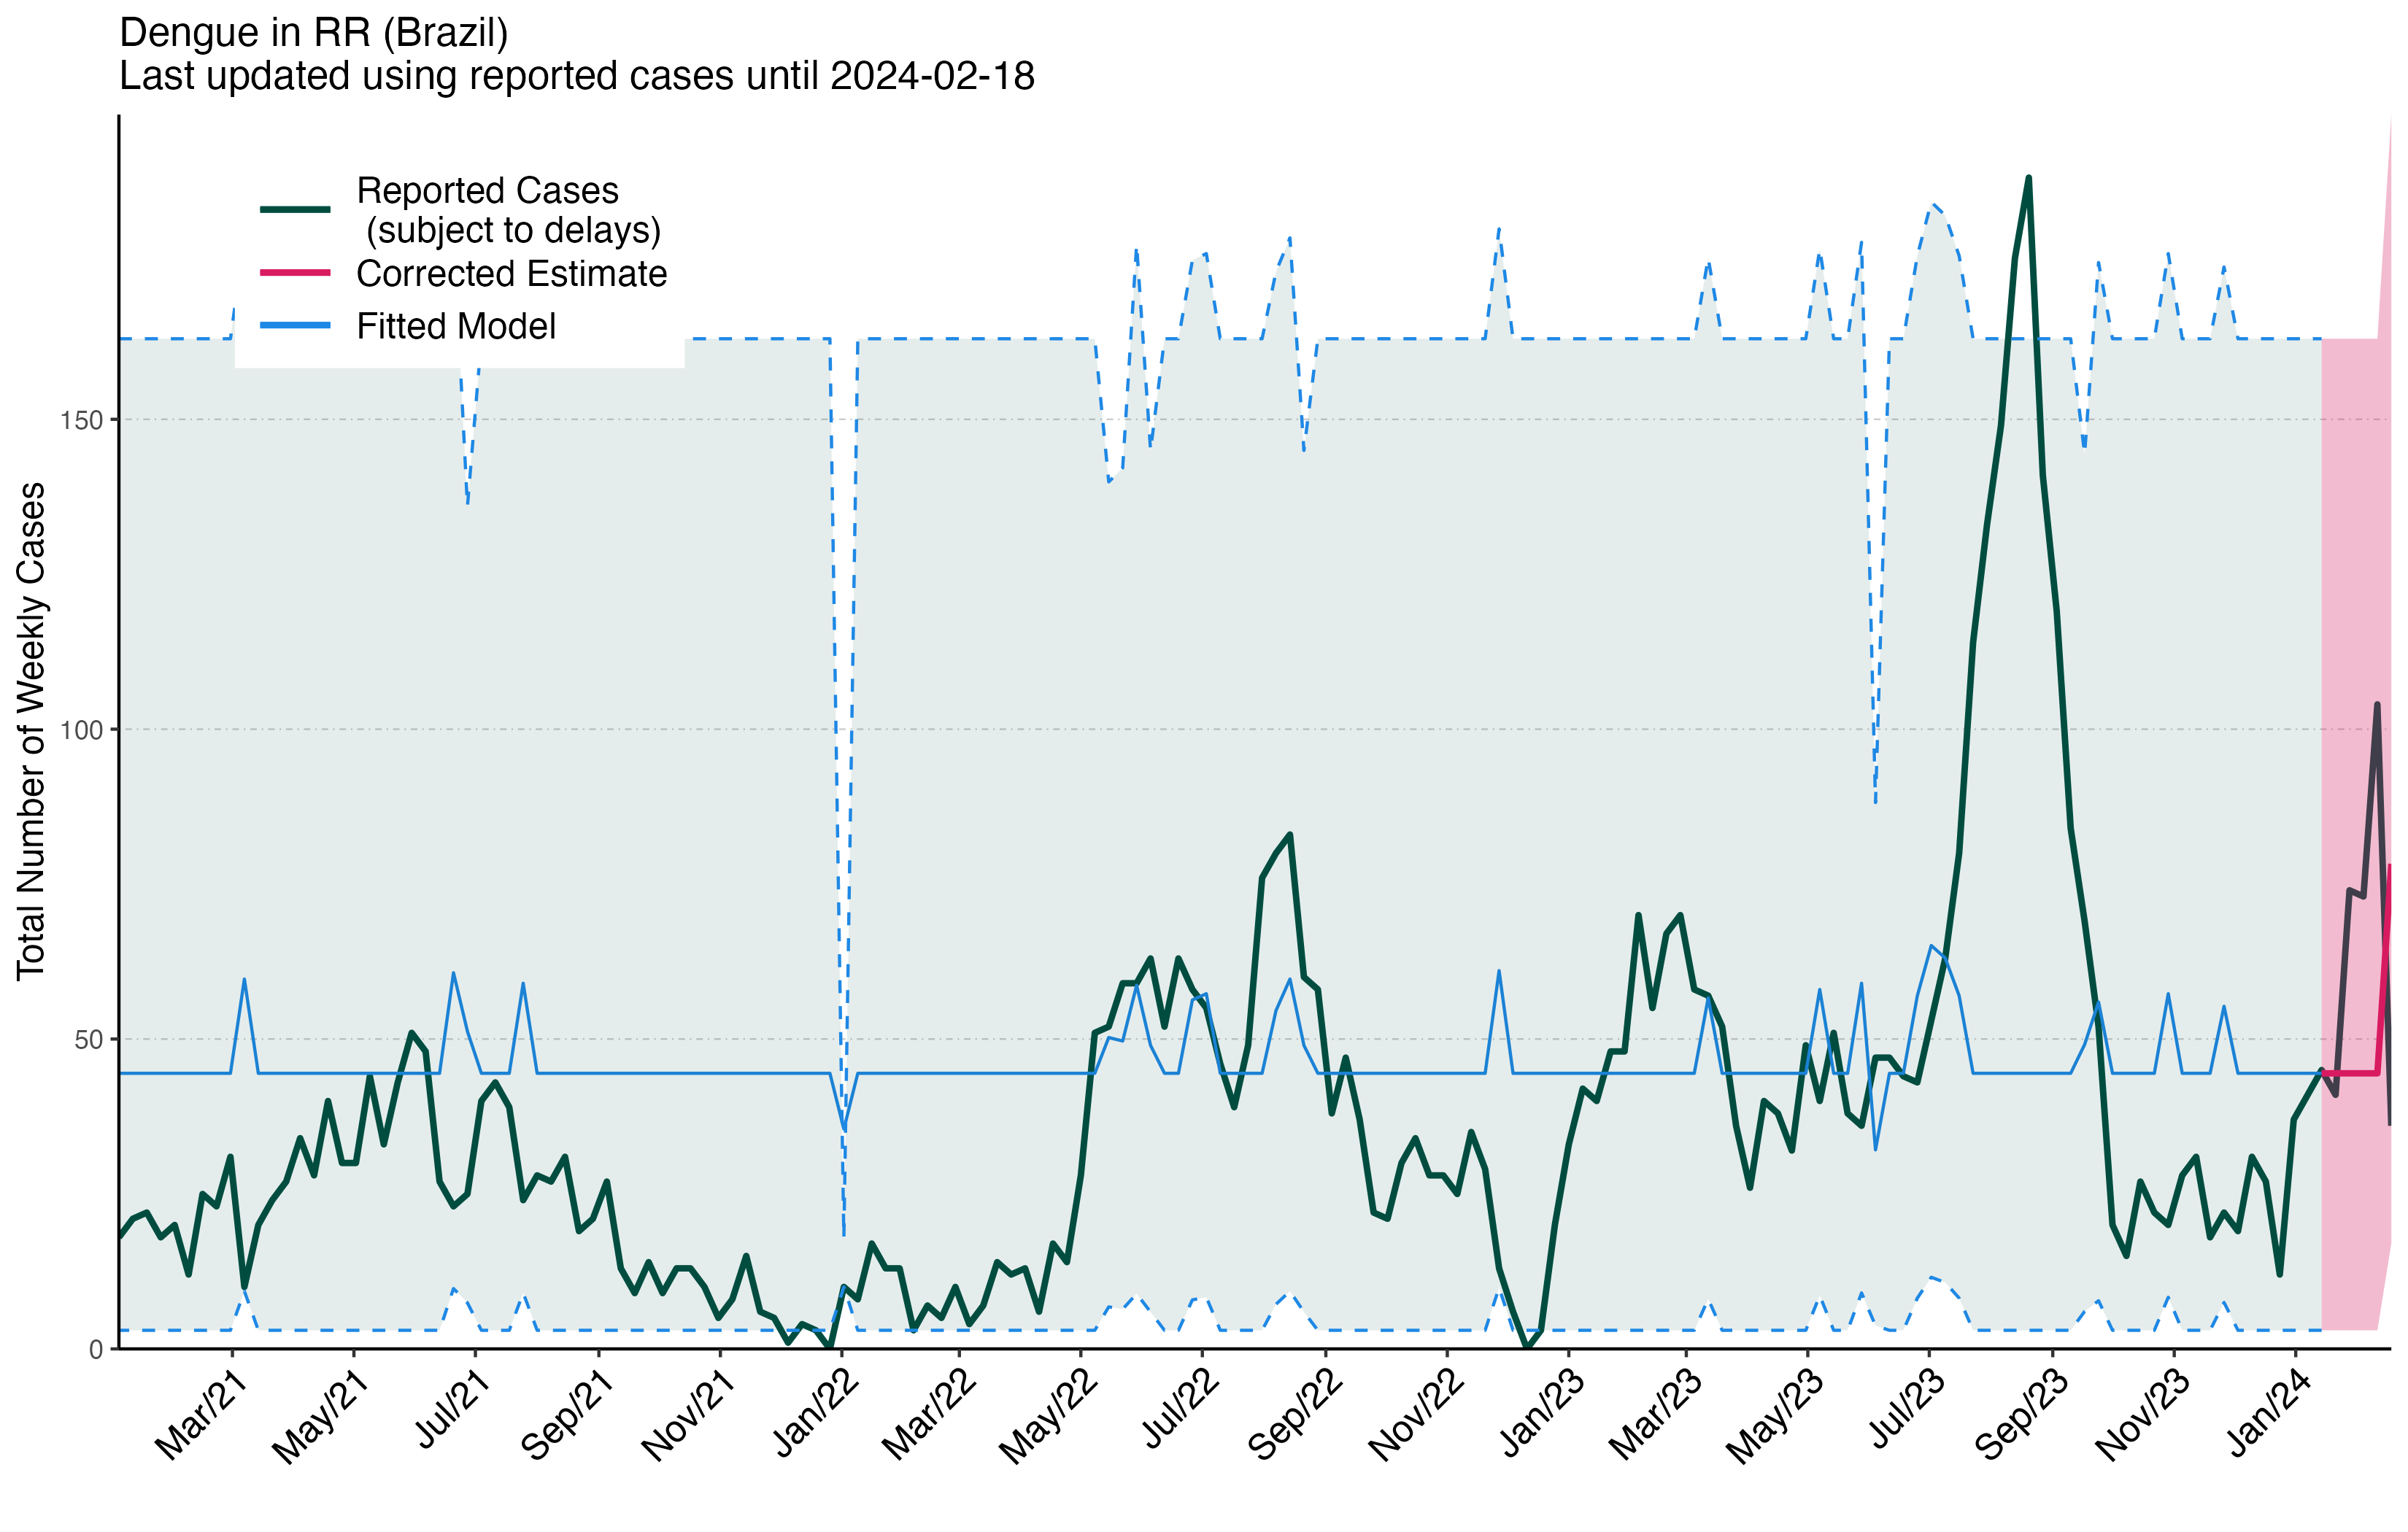 Dengue in RR (Brazil)
Last updated using reported cases until 2024-02-18
Reported Cases
(subject to delays)
Corrected Estimate
Fitted Model
Total Number of Weekly Cases
150
100
50
0
Mar/21
May/21
Jul/21
Sep/21
Nov/21
Jan/22
Mar/22
May/22
Jul/22
Sep/22
Nov/22
Jan/23
Mar/23
May/23
Jul/23
Sep/23
Nov/23
Jan/24